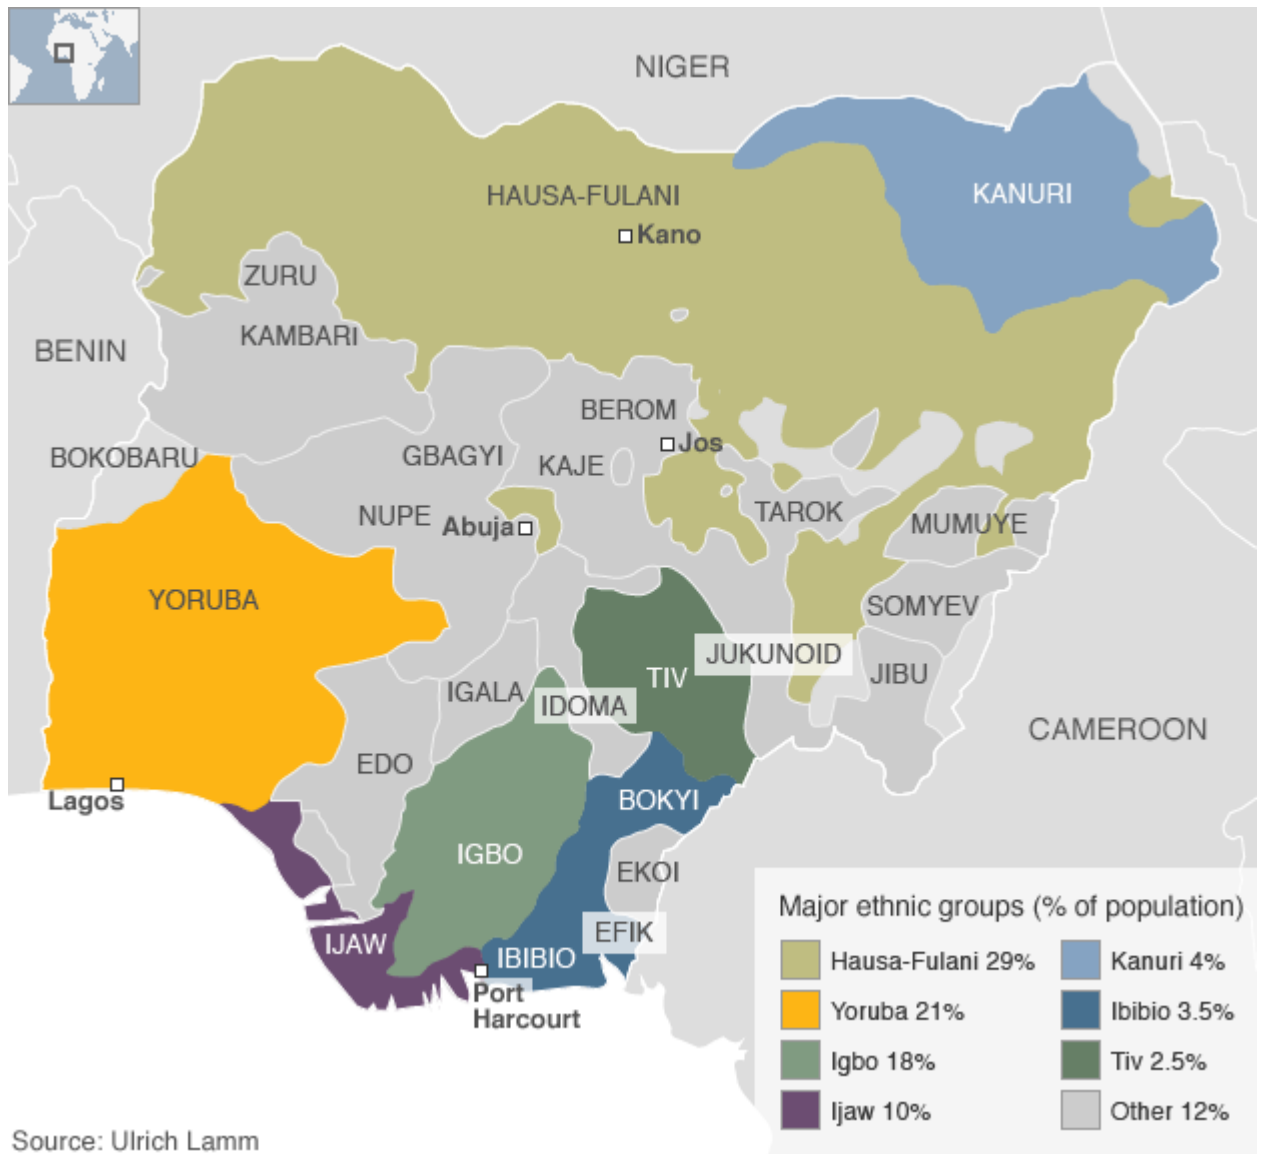 NIGER
HAUSA-FULANI
KANURI
Kano
ZURU
KAMBARI
BENIN
BEROM
Jos
BOKOBARU
GBAGYI
KAJE
NUPE
Abuja
TAROK
MUMUYE
YORUBA
SOMYEV
JUKUNOID
TIV
JIBU
IGALA
IDOMA
CAMEROON
EDO
Lagos
BOKYI
IGBO
EKOI
EFIK
IJAW
IBIBIO
Port
Harcourt
Major ethnic groups (% of population)
Hausa-Fulani 29%
Yoruba 21%
Igbo 18%
Ijaw 10%
Kanuri 4%
Ibibio 3.5%
Tiv 2.5%
Other 12%
Source: Ulrich Lamm